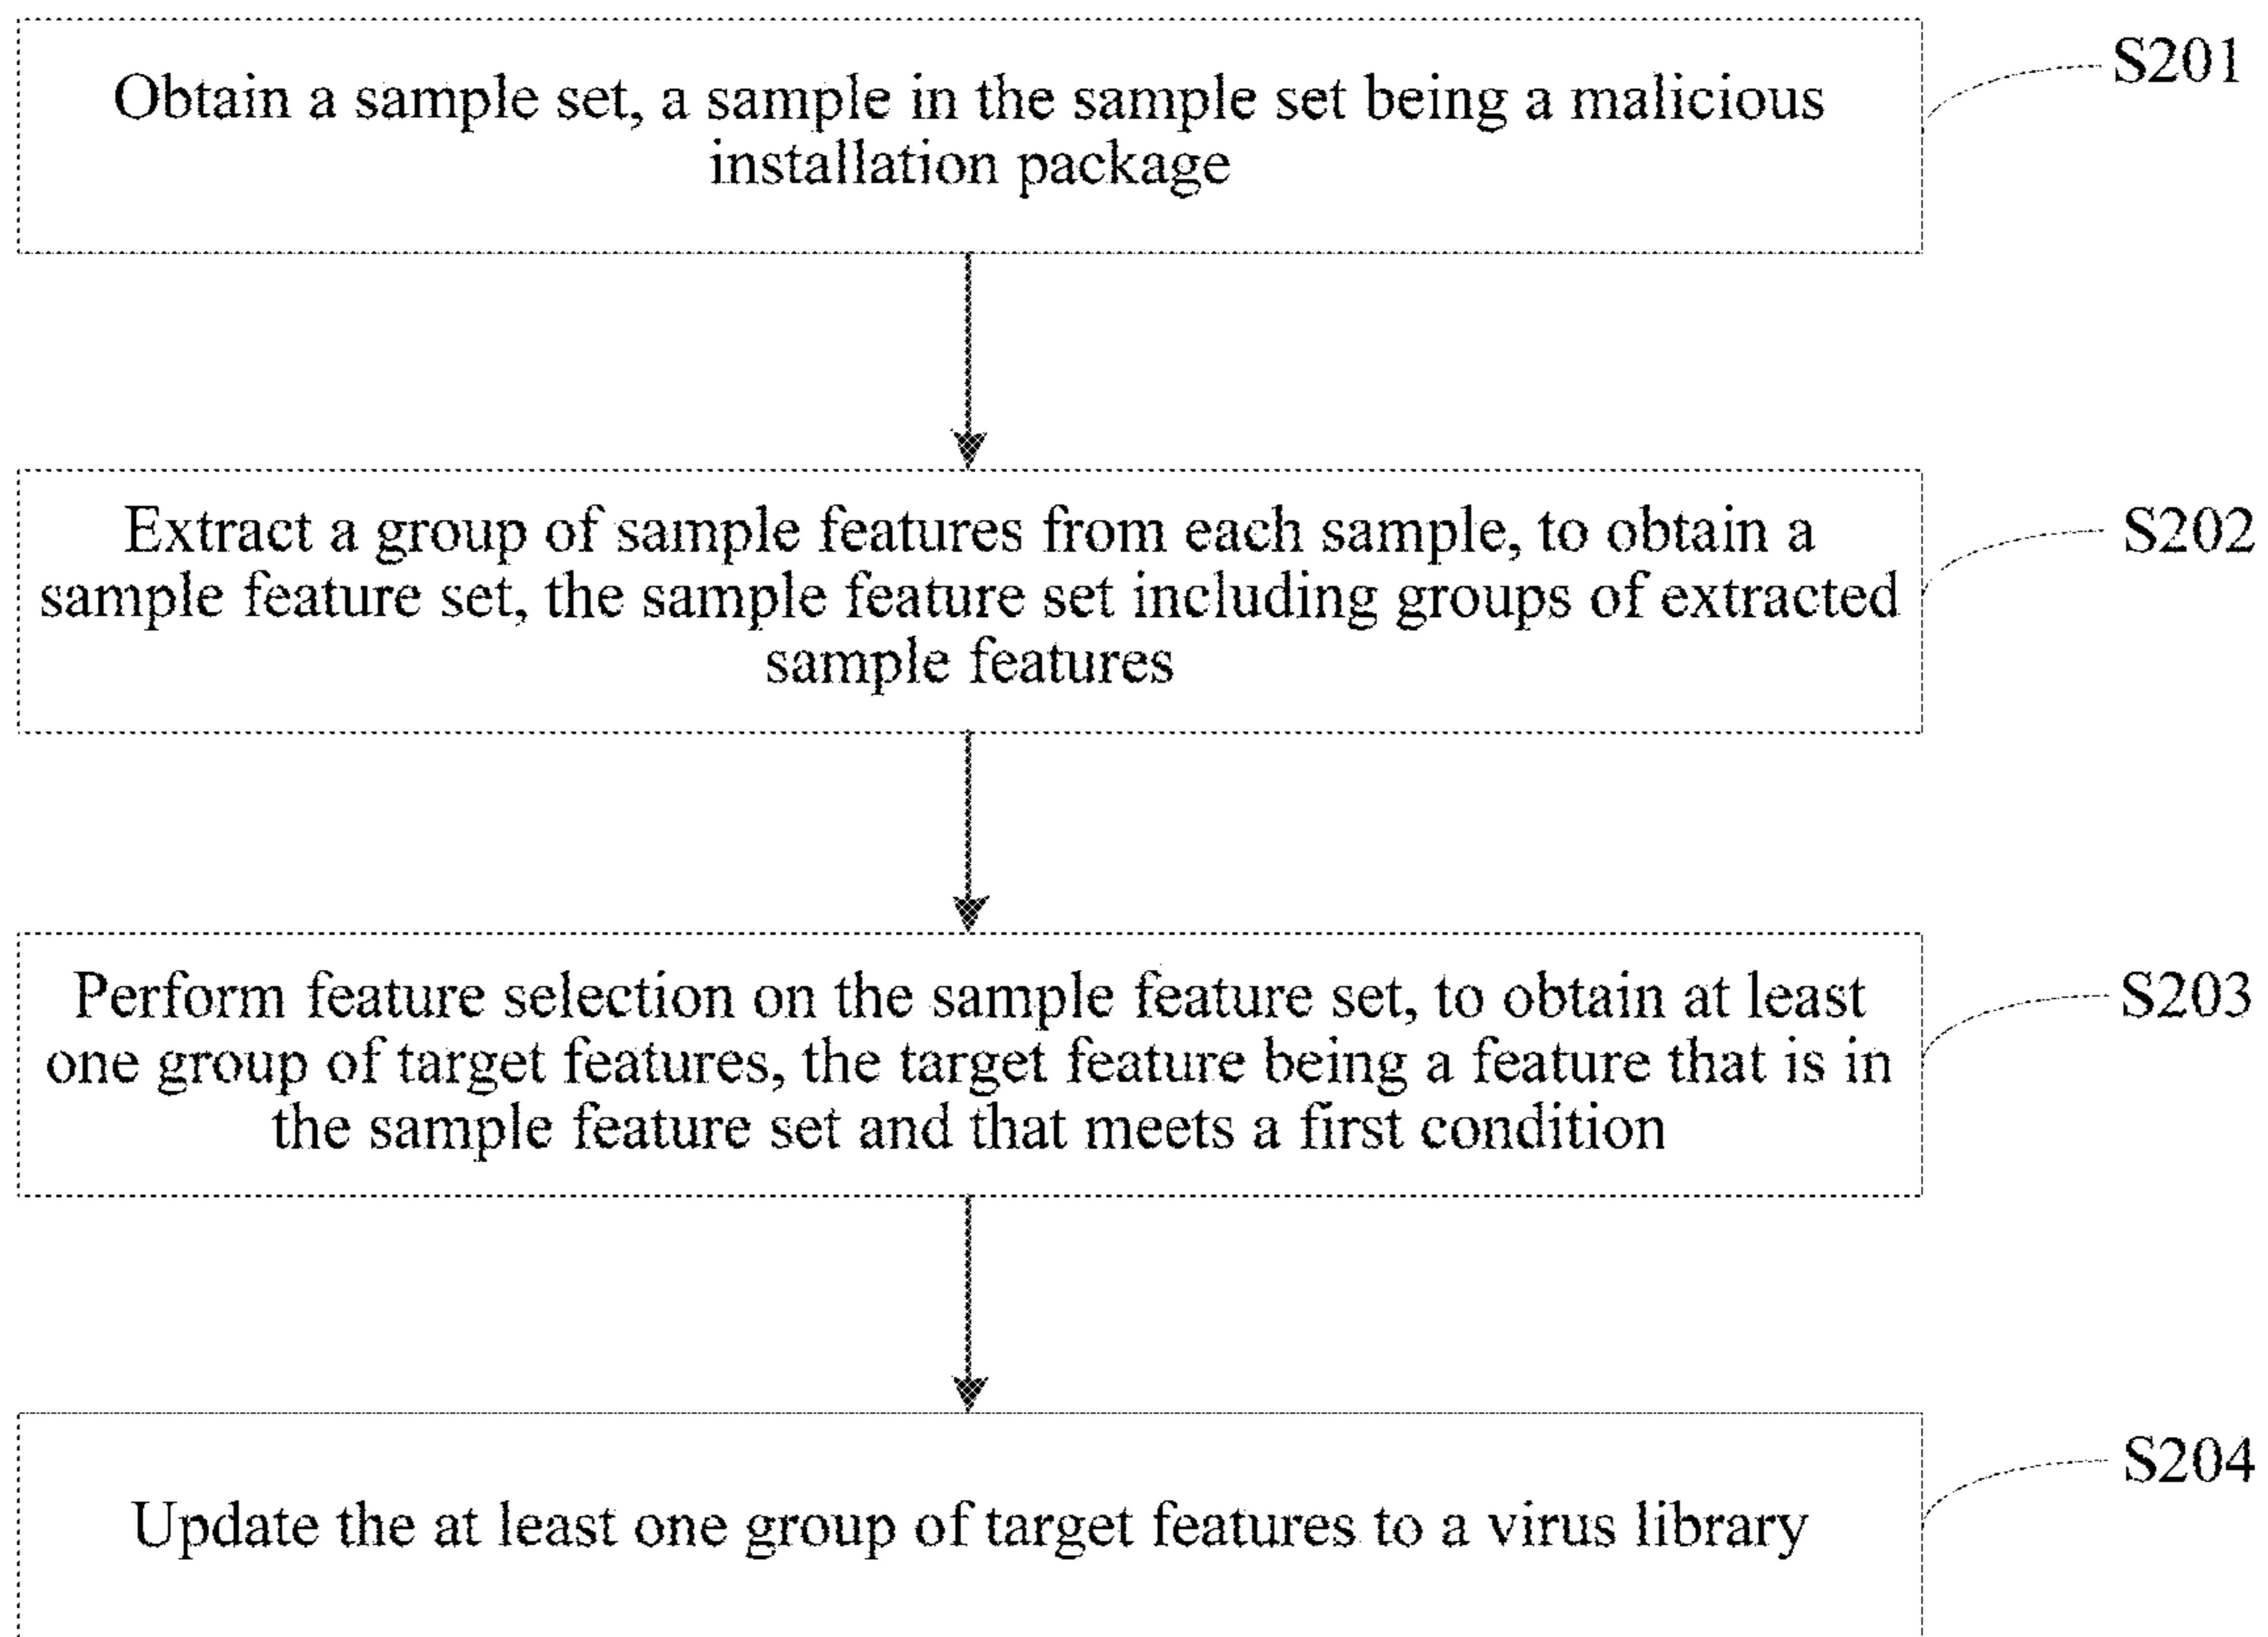 Obtain a sample set, a sample in the sample set being a malicious
installation package
S201
Extract a group of sample features from each sample, to obtain a
sample feature set, the sample feature set including groups of extracted
sample features
S202
Perform feature selection on the sample feature set, to obtain at least
one group of target features, the target feature being a feature that is in
the sample feature set and that meets a first condition
S203
Update the at least one group of target features to a virus library
S204